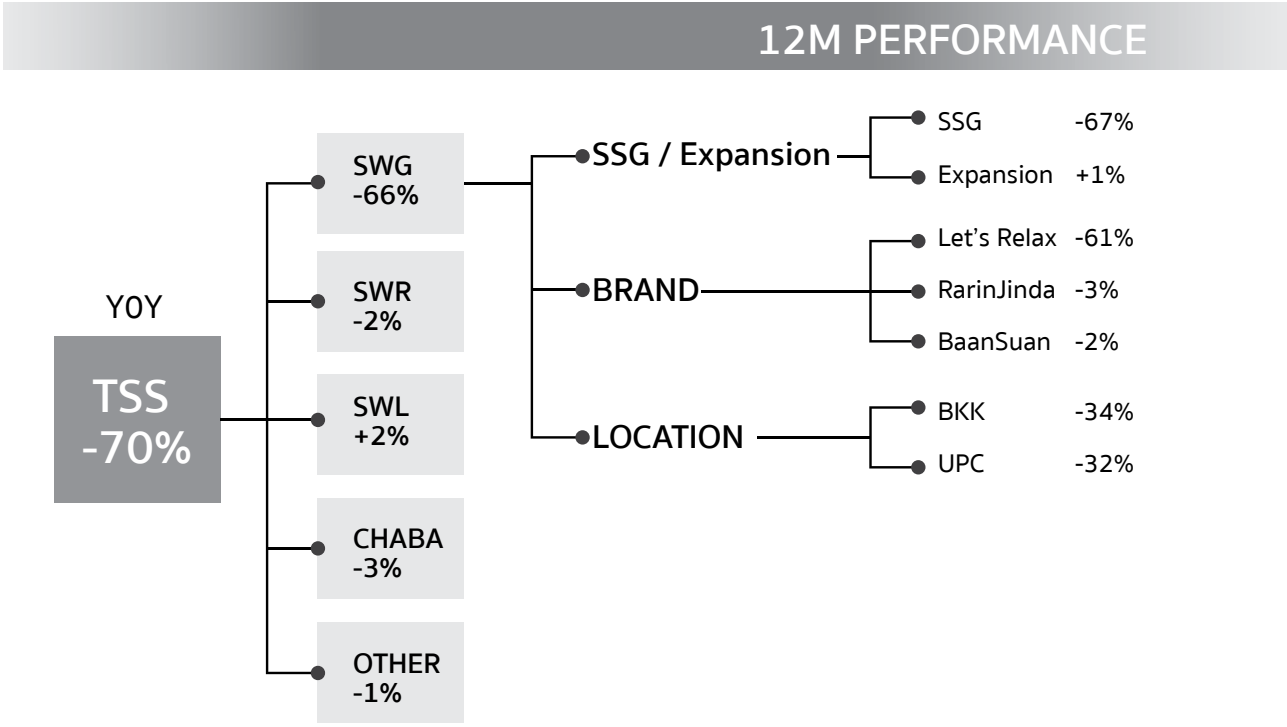 12M PERFORMANCE
YOY
TSS
-70%
SWG
-66%
SWR
-2%
SWL
+2%
CHABA
-3%
OTHER
-1%
SSG / Expansion
SSG -67%
Expansion +1%
BRAND
Let's Relax -61%
RarinJinda -3%
BaanSuan -2%
LOCATION
BKK -34%
UPC -32%